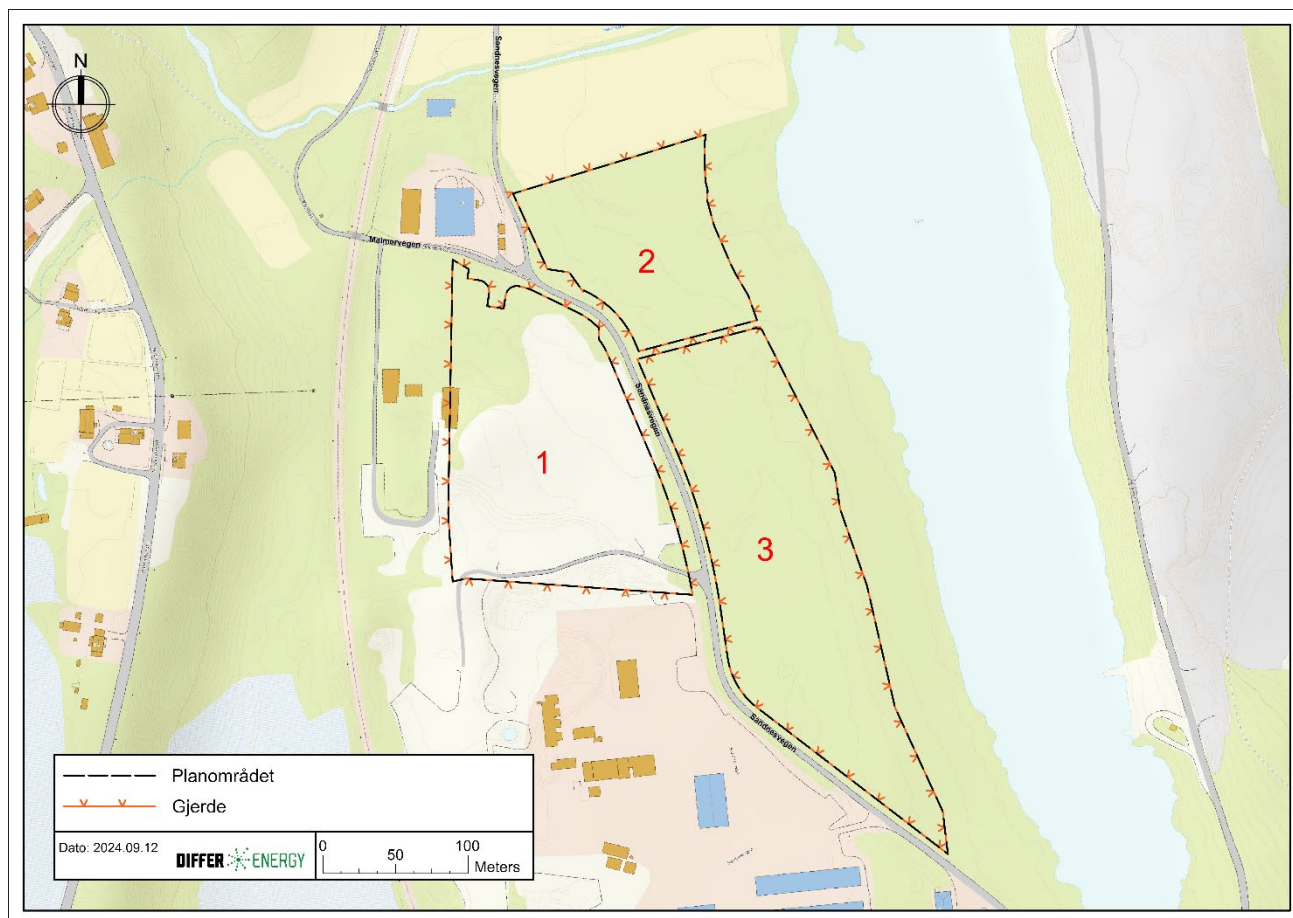 N
Sandnesvegen
Malmervegen
2
Sandnesvegen
1
3
Sandnesvegen
Planområdet
Gjerde
Dato: 2024.09.12
DIFFER ENERGY
0 50 100
Meters